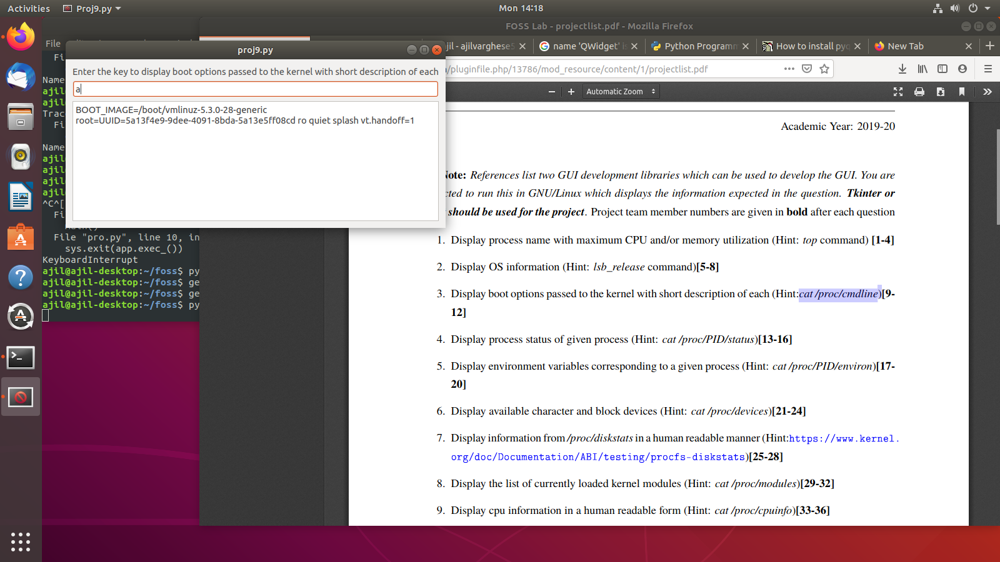 Activities
Proj9.py
Mon 14:18
FOSS Lab - projectlist.pdf - Mozilla Firefox
File
proj9.py
ajil - ajilvarghese5
name 'QWidget' is
Python Programm
How to install pyq
New Tab
/pluginfile.php/13786/mod_resource/content/1/projectlist.pdf
Automatic Zoom
Enter the key to display boot options passed to the kernel with short description of each
a
BOOT_IMAGE=/boot/vmlinuz-5.3.0-28-generic
root=UUID=5a13f4e9-9dee-4091-8bda-5a13e5ff08cd ro quiet splash vt.handoff=1
Fi
Name
ajil
ajil
Trac
Fi
Name
ajil
ajil
ajil
ajil
^C^[
Fi
File "pro.py", line 10, in
sys.exit(app.exec_())
KeyboardInterrupt
ajil@ajil-desktop:~/foss$ py
ajil@ajil-desktop:~/foss$ ge
ajil@ajil-desktop:~/foss$ ge
ajil@ajil-desktop:~/foss$ py
Academic Year: 2019-20
Note: References list two GUI development libraries which can be used to develop the GUI. You are
cted to run this in GNU/Linux which displays the information expected in the question. Tkinter or
should be used for the project. Project team member numbers are given in bold after each question
1. Display process name with maximum CPU and/or memory utilization (Hint: top command) [1-4]
2. Display OS information (Hint: lsb_release command)[5-8]
3. Display boot options passed to the kernel with short description of each (Hint:cat /proc/cmdline)[9-
12]
4. Display process status of given process (Hint: cat /proc/PID/status)[13-16]
5. Display environment variables corresponding to a given process (Hint: cat /proc/PID/environ)[17-
20]
6. Display available character and block devices (Hint: cat /proc/devices)[21-24]
7. Display information from /proc/diskstats in a human readable manner (Hint:https://www.kernel.
org/doc/Documentation/ABI/testing/procfs-diskstats)[25-28]
8. Display the list of currently loaded kernel modules (Hint: cat /proc/modules)[29-32]
9. Display cpu information in a human readable form (Hint: cat /proc/cpuinfo)[33-36]